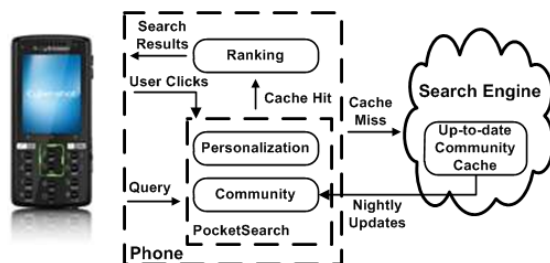 Search
Results
Ranking
User Clicks
Cache Hit
Cache
Miss
Search Engine
Up-to-date
Community
Cache
Personalization
Query
Community
Nightly
Updates
PocketSearch
Phone
Cybershot